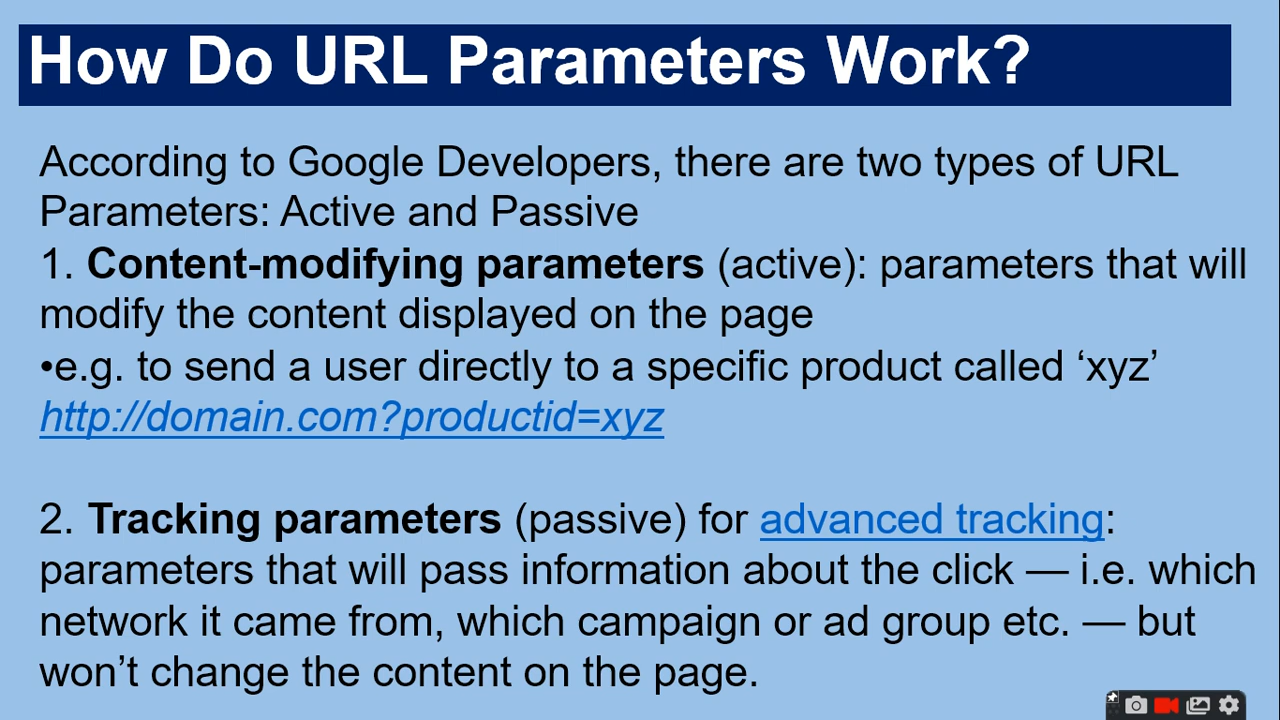 How Do URL Parameters Work?
According to Google Developers, there are two types of URL
Parameters: Active and Passive
1. Content-modifying parameters (active): parameters that will
modify the content displayed on the page
•e.g. to send a user directly to a specific product called ‘xyz’
http://domain.com?productid=xyz
2. Tracking parameters (passive) for advanced tracking:
parameters that will pass information about the click — i.e. which
network it came from, which campaign or ad group etc. — but
won’t change the content on the page.